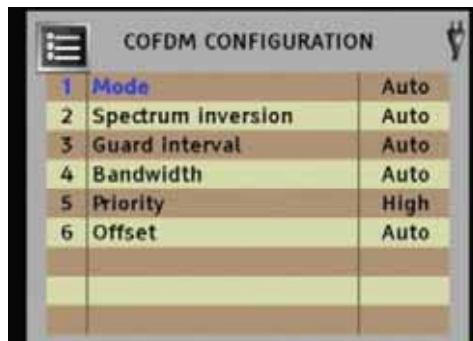 COFDM CONFIGURATION
1 Mode Auto
2 Spectrum inversion Auto
3 Guard interval Auto
4 Bandwidth Auto
5 Priority High
6 Offset Auto